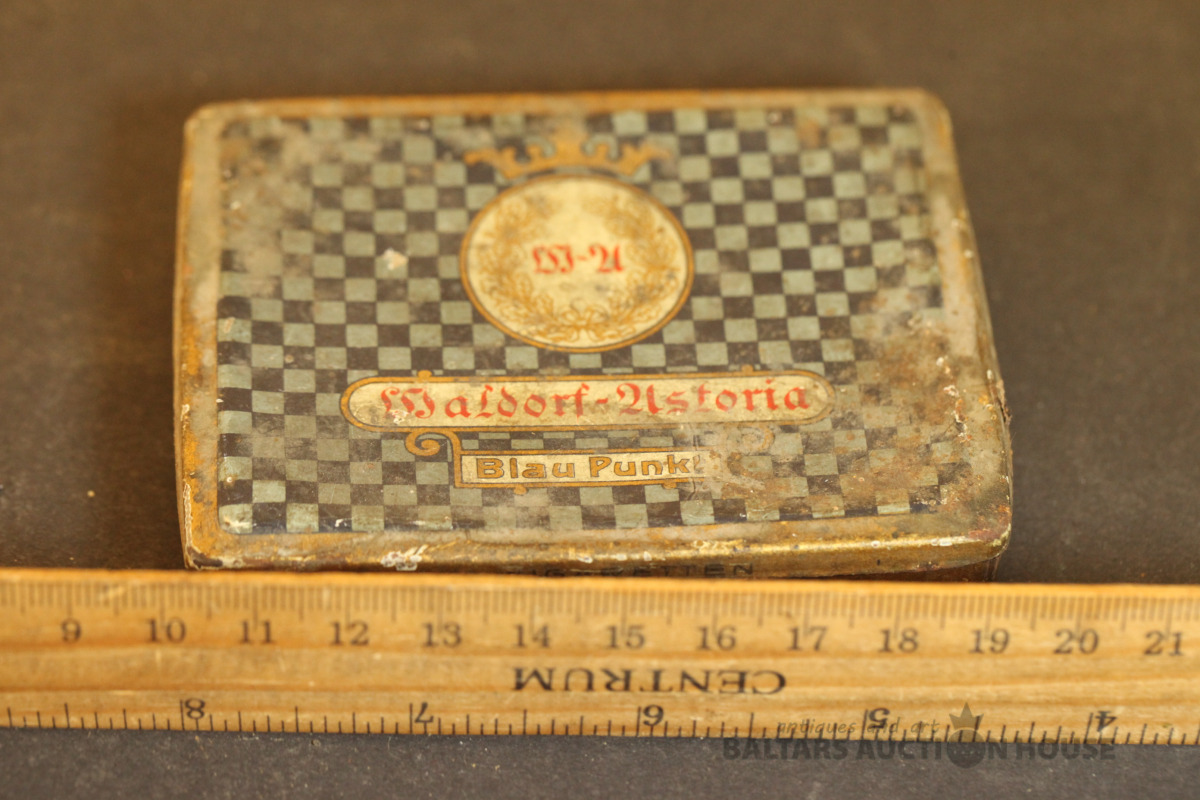 W-A
Waldorf-Astoria
Blau Punkt
9 10 11 12 13 14 15 16 17 18 19 20 21
CENTRUM
8 7 6 5 4
antiques and art
BALTARS AUCTION HOUSE